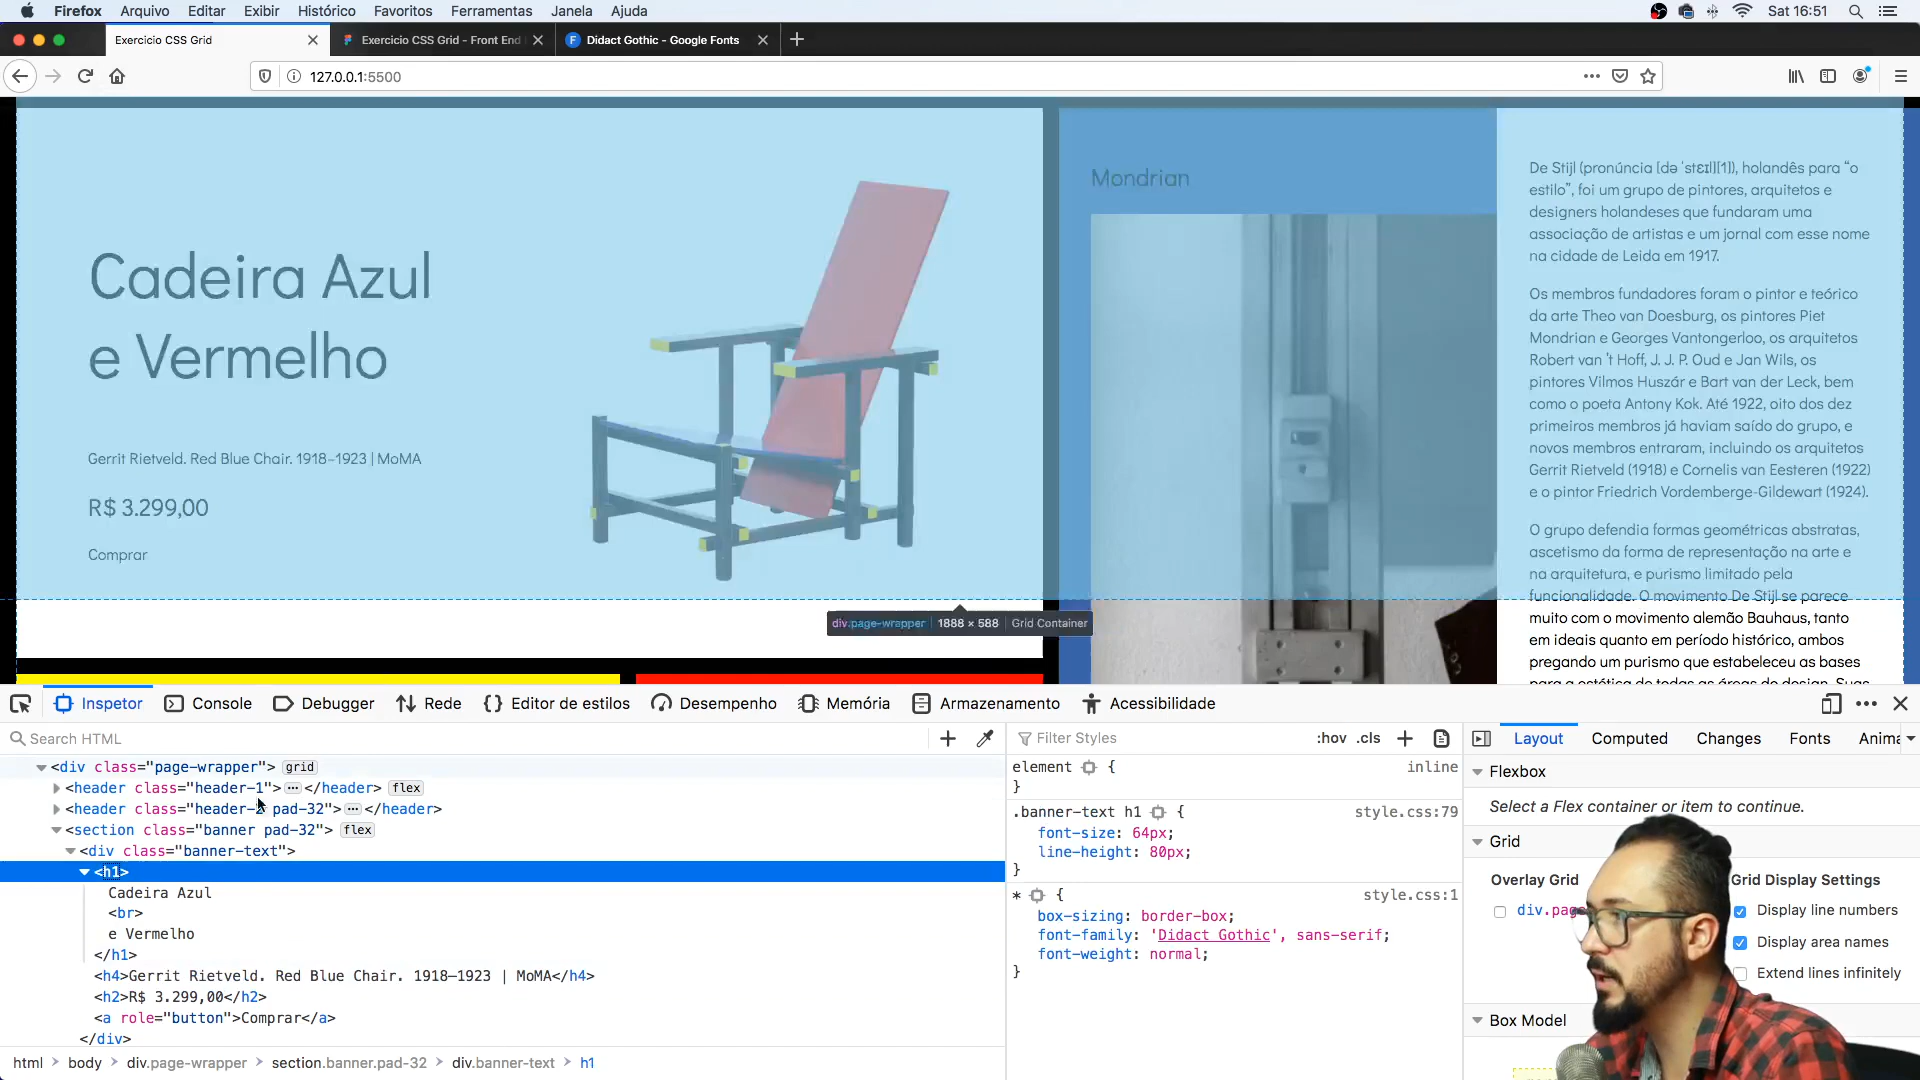 Firefox Arquivo Editar Exibir Histórico Favoritos Ferramentas Janela Ajuda Sat 16:51
Exercicio CSS Grid Exercicio CSS Grid - Front End Didact Gothic - Google Fonts
127.0.0.1:5500
Cadeira Azul
e Vermelho
Gerrit Rietveld. Red Blue Chair. 1918–1923 | MoMA
R$ 3.299,00
Comprar
Mondrian
De Stijl (pronúncia [də ˈstɛɪl][1]), holandês para “o
estilo”, foi um grupo de pintores, arquitetos e
designers holandeses que fundaram uma
associação de artistas e um jornal com esse nome
na cidade de Leida em 1917.
Os membros fundadores foram o pintor e teórico
da arte Theo van Doesburg, os pintores Piet
Mondrian e Georges Vantongerloo, os arquitetos
Robert van 't Hoff, J. J. P. Oud e Jan Wils, os
pintores Vilmos Huszár e Bart van der Leck, bem
como o poeta Antony Kok. Até 1922, oito dos dez
primeiros membros já haviam saído do grupo, e
novos membros entraram, incluindo os arquitetos
Gerrit Rietveld (1918) e Cornelis van Eesteren (1922)
e o pintor Friedrich Vordemberge-Gildewart (1924).
O grupo defendia formas geométricas abstratas,
ascetismo da forma de representação na arte e
na arquitetura, e purismo limitado pela
funcionalidade. O movimento De Stijl se parece
muito com o movimento alemão Bauhaus, tanto
em ideais quanto em período histórico, ambos
pregando um purismo que estabeleceu as bases
para a estética de todas as áreas do design. Suas
div.page-wrapper 1888 × 588 Grid Container
Inspetor Console Debugger Rede Editor de estilos Desempenho Memória Armazenamento Acessibilidade
Search HTML
<div class="page-wrapper"> grid
<header class="header-1"> ··· </header> flex
<header class="header-2 pad-32"> ··· </header>
<section class="banner pad-32"> flex
<div class="banner-text">
<h1>
Cadeira Azul
<br>
e Vermelho
</h1>
<h4>Gerrit Rietveld. Red Blue Chair. 1918–1923 | MoMA</h4>
<h2>R$ 3.299,00</h2>
<a role="button">Comprar</a>
</div>
html body div.page-wrapper section.banner.pad-32 div.banner-text h1
Filter Styles :hov .cls
element { inline
}
.banner-text h1 { style.css:79
font-size: 64px;
line-height: 80px;
}
* { style.css:1
box-sizing: border-box;
font-family: 'Didact Gothic', sans-serif;
font-weight: normal;
}
Layout Computed Changes Fonts
Flexbox
Select a Flex container or item to continue.
Grid
Overlay Grid Grid Display Settings
Display line numbers
Display area names
Extend lines infinitely
Box Model